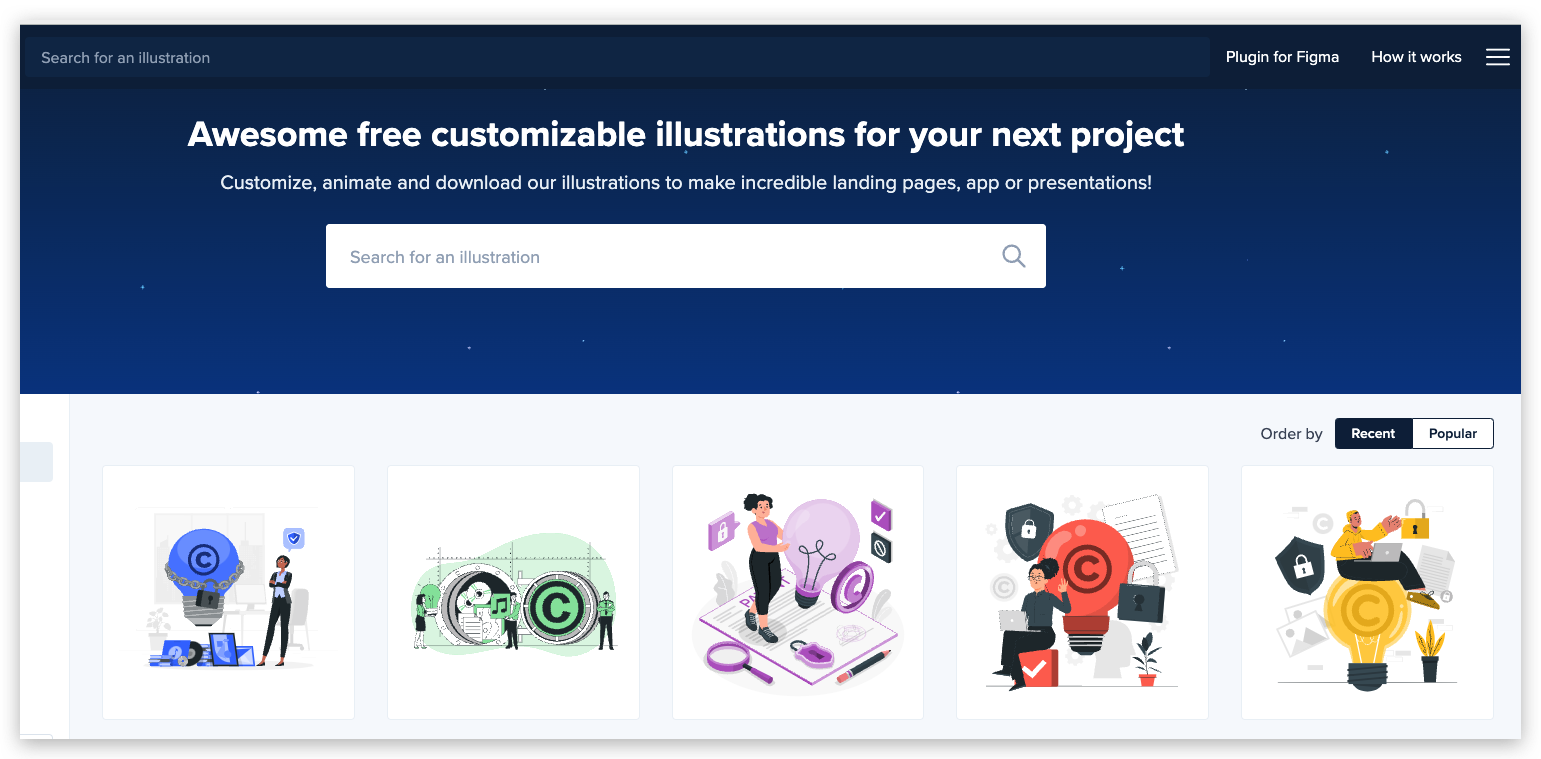 Search for an illustration
Plugin for Figma
How it works
Awesome free customizable illustrations for your next project
Customize, animate and download our illustrations to make incredible landing pages, app or presentations!
Search for an illustration
Order by
Recent
Popular
©
©
©
©
©
©
©
©